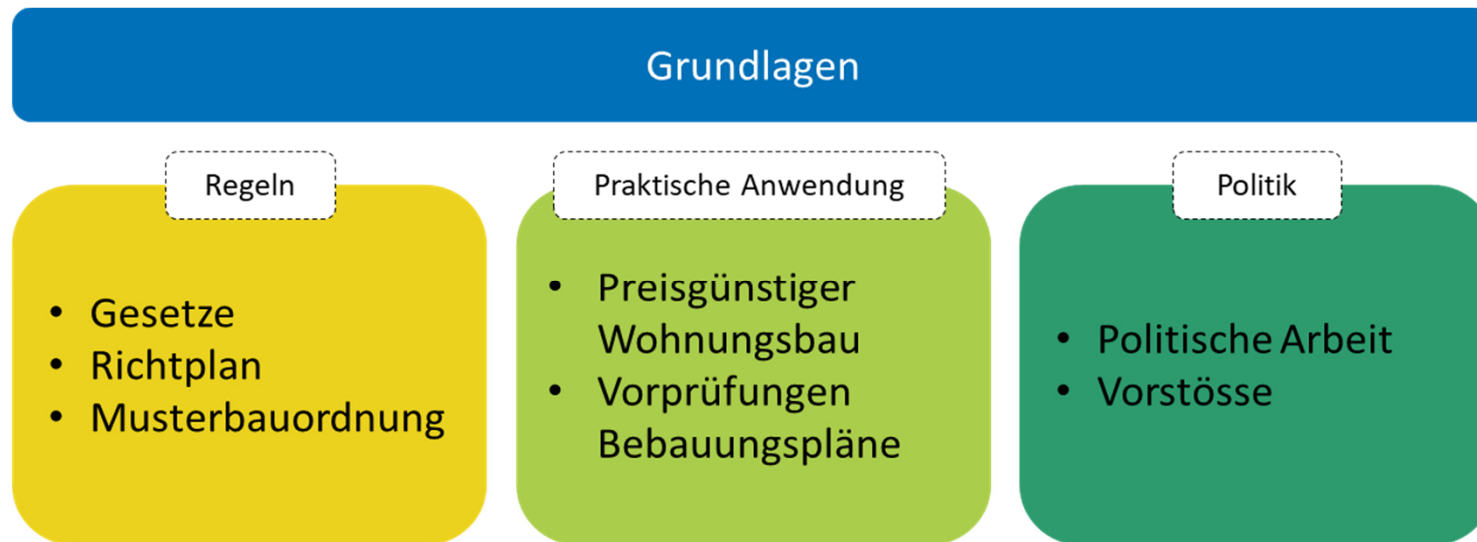 Grundlagen
Regeln
• Gesetze
• Richtplan
• Musterbauordnung
Praktische Anwendung
• Preisgünstiger
Wohnungsbau
• Vorprüfungen
Bebauungspläne
Politik
• Politische Arbeit
• Vorstösse